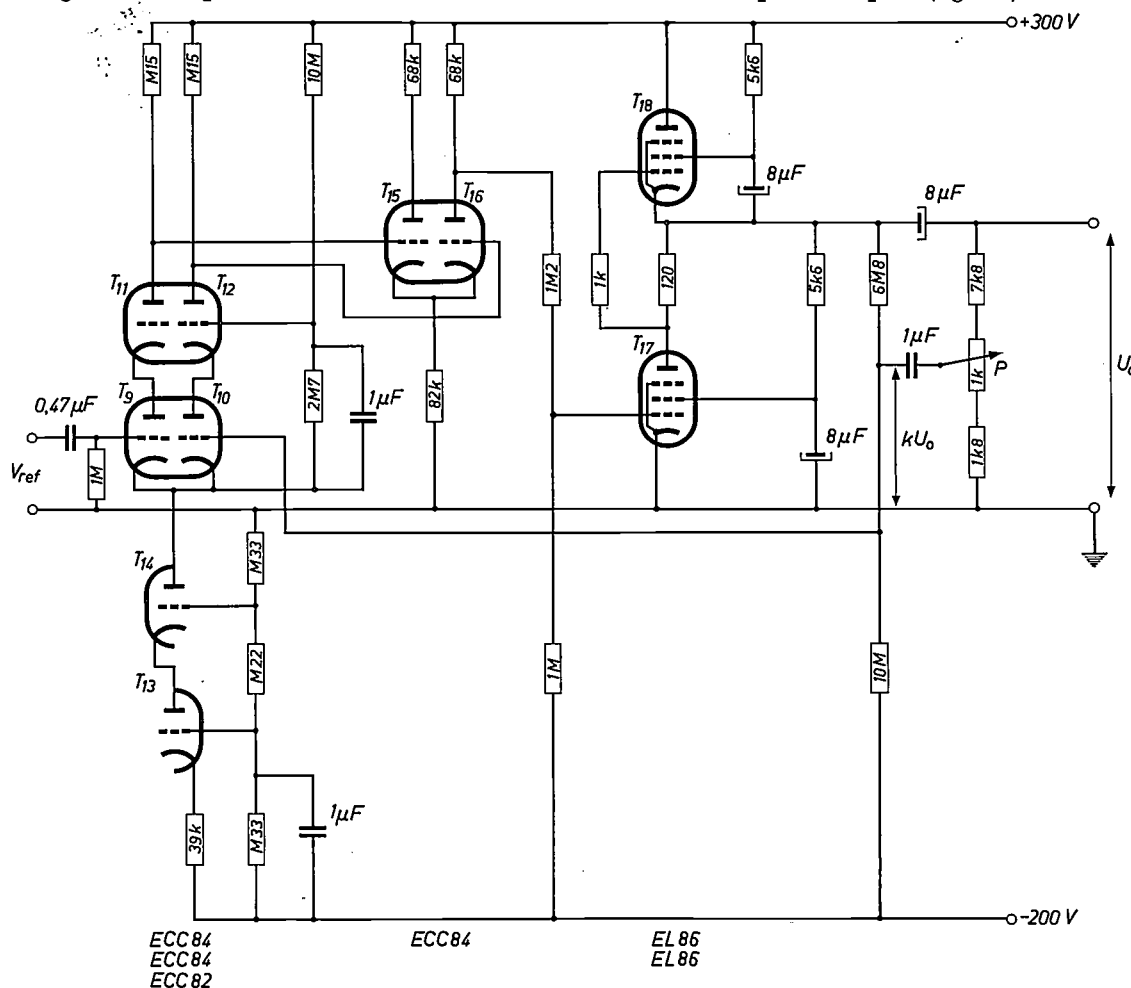 +300 V
M15
M15
10M
68k
68k
T18
5k6
8µF
8µF
T15
T16
T11
T12
1M2
1k
120
5k6
6M8
7k8
1µF
1k
P
T17
T9
T10
0,47µF
2M7
1µF
82k
8µF
kUo
1k8
Vref
1M
T14
M33
M22
T13
1M
10M
39k
M33
1µF
-200 V
ECC84
ECC84
ECC82
ECC84
EL86
EL86